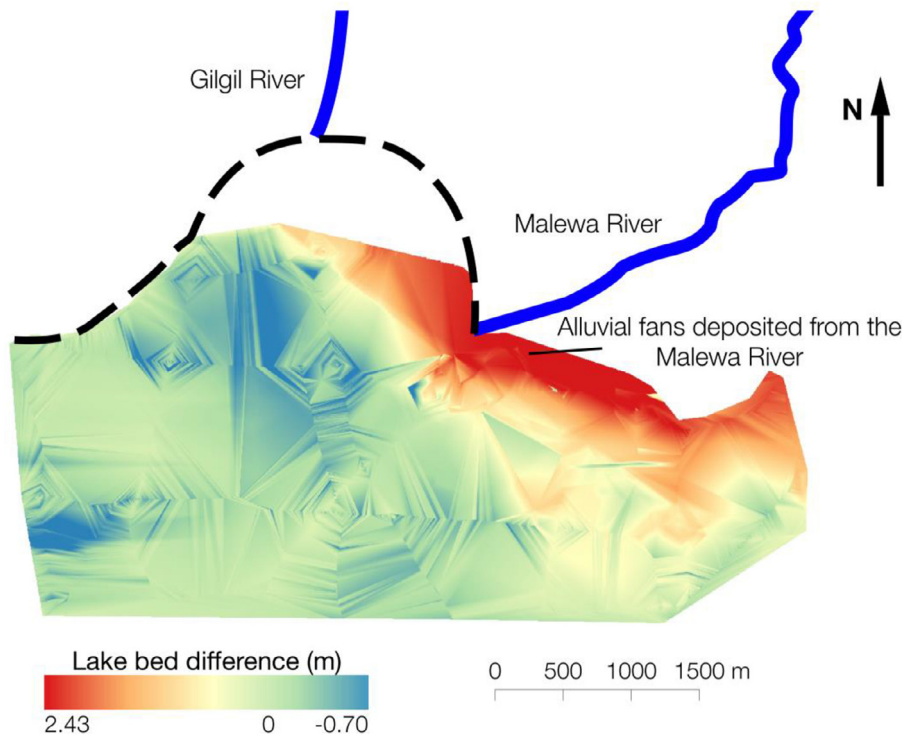 Gilgil River
N
Malewa River
Alluvial fans deposited from the
Malewa River
Lake bed difference (m)
2.43 0 -0.70
0 500 1000 1500 m